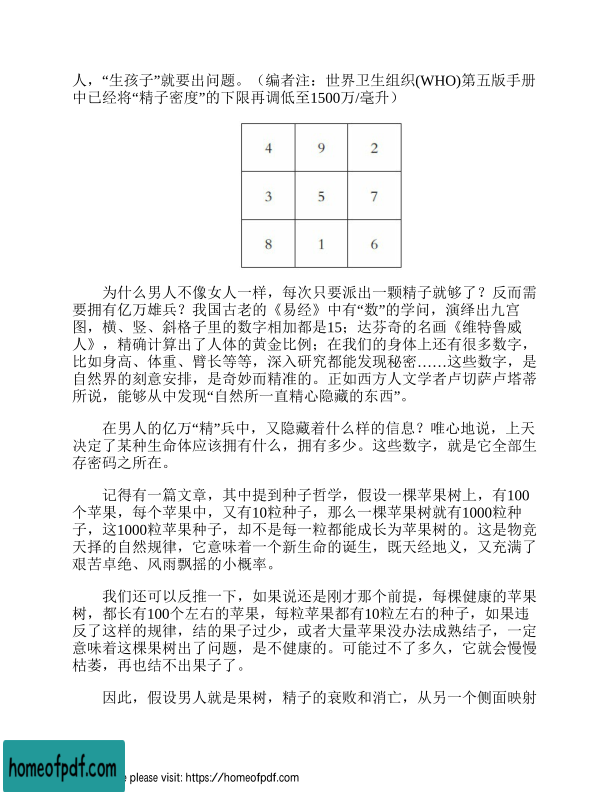 人，“生孩子”就要出问题。（编者注：世界卫生组织(WHO)第五版手册
中已经将“精子密度”的下限再调低至1500万/毫升）
4 9 2
3 5 7
8 1 6
为什么男人不像女人一样，每次只要派出一颗精子就够了？反而需
要拥有亿万雄兵？我国古老的《易经》中有“数”的学问，演绎出九宫
图，横、竖、斜格子里的数字相加都是15；达芬奇的名画《维特鲁威
人》，精确计算出了人体的黄金比例；在我们的身体上还有很多数字，
比如身高、体重、臂长等等，深入研究都能发现秘密……这些数字，是
自然界的刻意安排，是奇妙而精准的。正如西方人文学者卢切萨卢塔蒂
所说，能够从中发现“自然所一直精心隐藏的东西”。
在男人的亿万“精”兵中，又隐藏着什么样的信息？唯心地说，上天
决定了某种生命体应该拥有什么，拥有多少。这些数字，就是它全部生
存密码之所在。
记得有一篇文章，其中提到种子哲学，假设一棵苹果树上，有100
个苹果，每个苹果中，又有10粒种子，那么一棵苹果树就有1000粒种
子，这1000粒苹果种子，却不是每一粒都能成长为苹果树的。这是物竞
天择的自然规律，它意味着一个新生命的诞生，既天经地义，又充满了
艰苦卓绝、风雨飘摇的小概率。
我们还可以反推一下，如果说还是刚才那个前提，每棵健康的苹果
树，都长有100个左右的苹果，每粒苹果都有10粒左右的种子，如果违
反了这样的规律，结的果子过少，或者大量苹果没办法成熟结子，一定
意味着这棵果树出了问题，是不健康的。可能过不了多久，它就会慢慢
枯萎，再也结不出果子了。
因此，假设男人就是果树，精子的衰败和消亡，从另一个侧面映射
homeofpdf.com
e please visit: https://homeofpdf.com